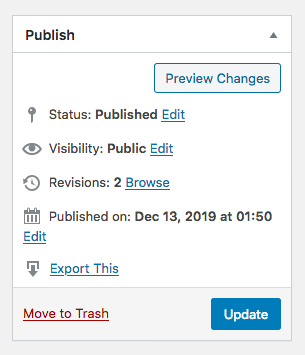 Publish
Preview Changes
Status: Published Edit
Visibility: Public Edit
Revisions: 2 Browse
Published on: Dec 13, 2019 at 01:50
Edit
Export This
Move to Trash Update